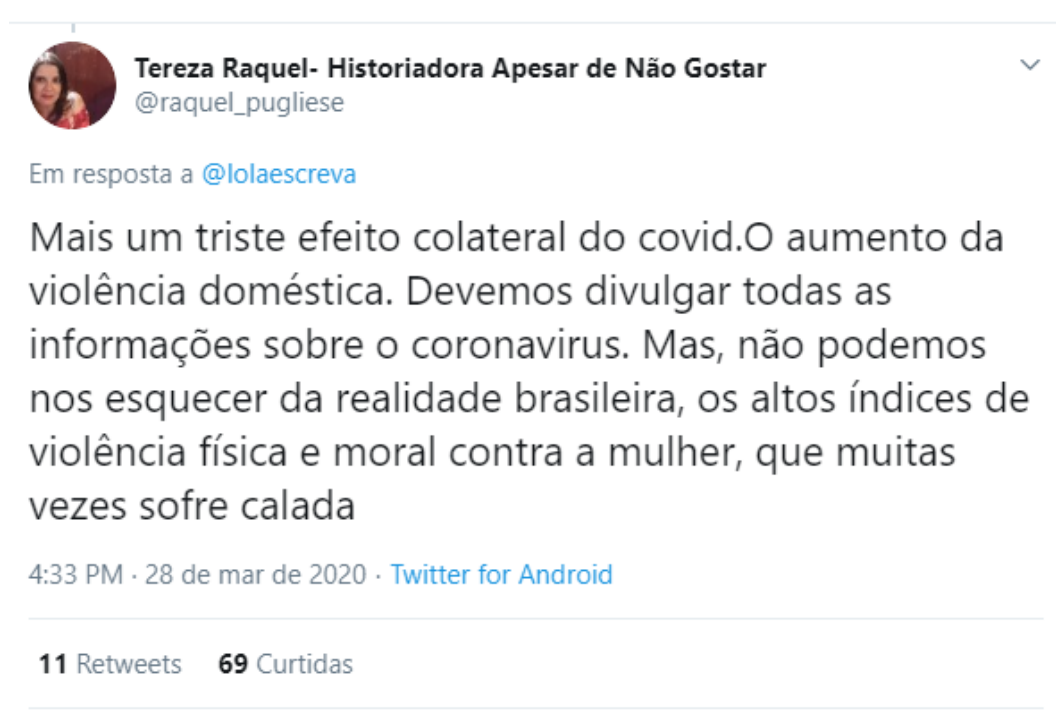 Tereza Raquel- Historiadora Apesar de Não Gostar
@raquel_pugliese
Em resposta a @lolaescreva
Mais um triste efeito colateral do covid.O aumento da
violência doméstica. Devemos divulgar todas as
informações sobre o coronavirus. Mas, não podemos
nos esquecer da realidade brasileira, os altos índices de
violência física e moral contra a mulher, que muitas
vezes sofre calada
4:33 PM · 28 de mar de 2020 · Twitter for Android
11 Retweets 69 Curtidas